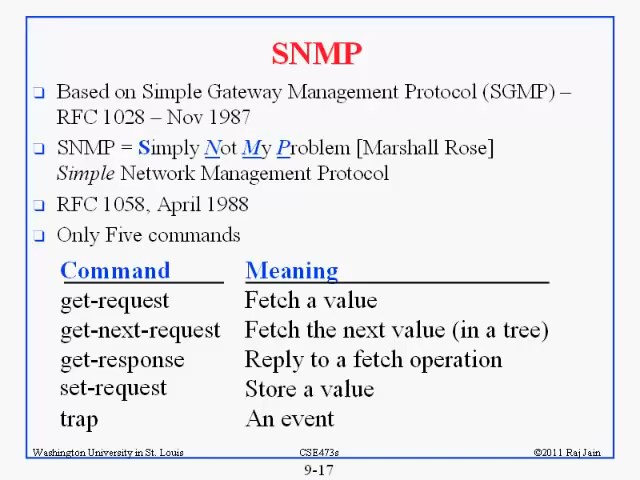 SNMP
❑ Based on Simple Gateway Management Protocol (SGMP) –
RFC 1028 – Nov 1987
❑ SNMP = Simply Not My Problem [Marshall Rose]
Simple Network Management Protocol
❑ RFC 1058, April 1988
❑ Only Five commands
Command Meaning
get-request Fetch a value
get-next-request Fetch the next value (in a tree)
get-response Reply to a fetch operation
set-request Store a value
trap An event
Washington University in St. Louis CSE473s ©2011 Raj Jain
9-17